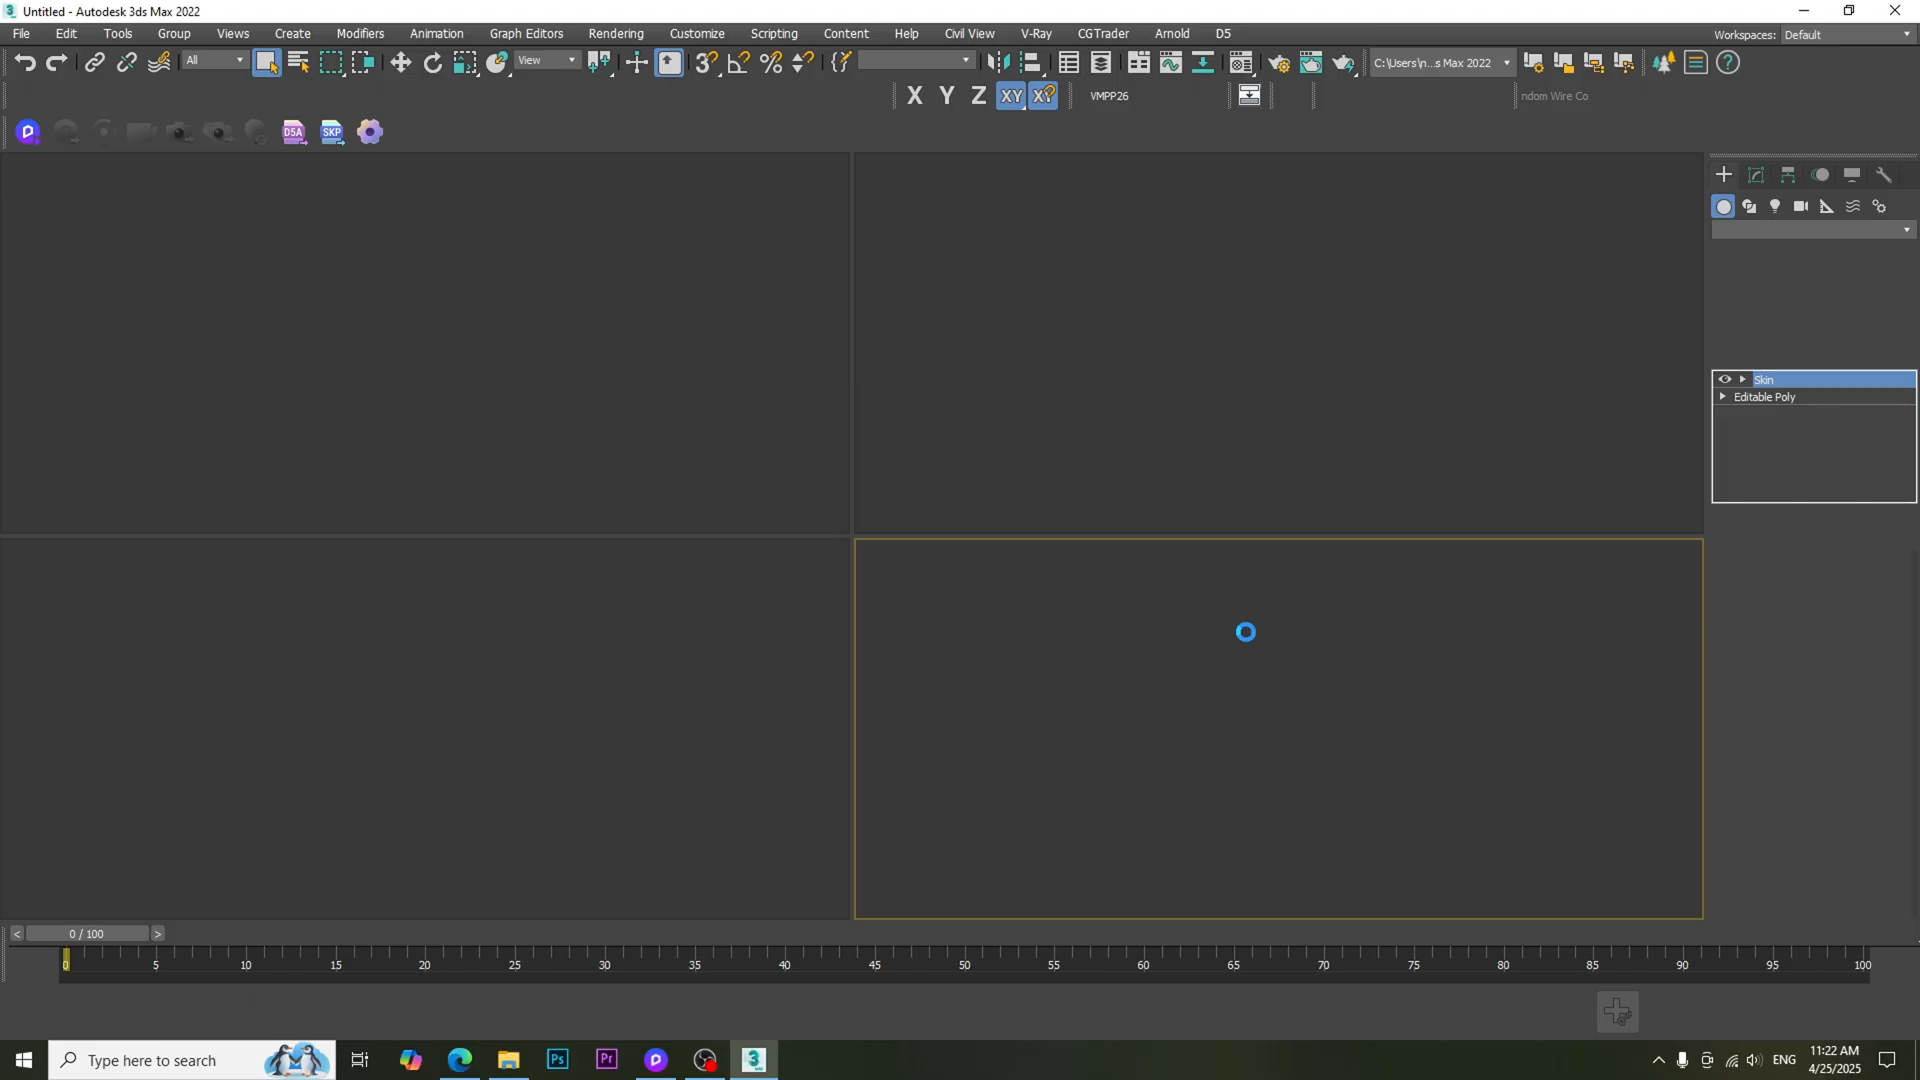 Untitled - Autodesk 3ds Max 2022
File Edit Tools Group Views Create Modifiers Animation Graph Editors Rendering Customize Scripting Content Help Civil View V-Ray CGTrader Arnold D5
Workspaces: Default
All View C:\Users\n...s Max 2022
X Y Z XY XY VMPP26 ndom Wire Co
D5A SKP
Skin
Editable Poly
< 0 / 100 >
0 5 10 15 20 25 30 35 40 45 50 55 60 65 70 75 80 85 90 95 100
Type here to search
Ps Pr 3
ENG
11:22 AM
4/25/2025